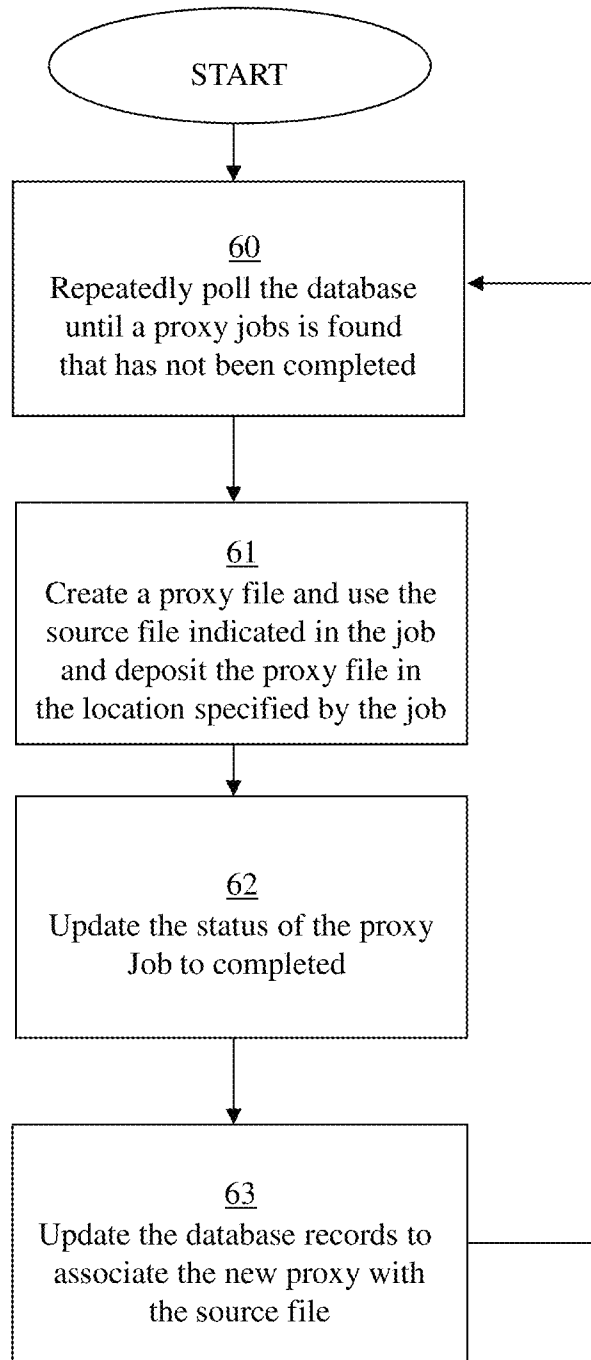 START
60
Repeatedly poll the database
until a proxy jobs is found
that has not been completed
61
Create a proxy file and use the
source file indicated in the job
and deposit the proxy file in
the location specified by the job
62
Update the status of the proxy
Job to completed
63
Update the database records to
associate the new proxy with
the source file